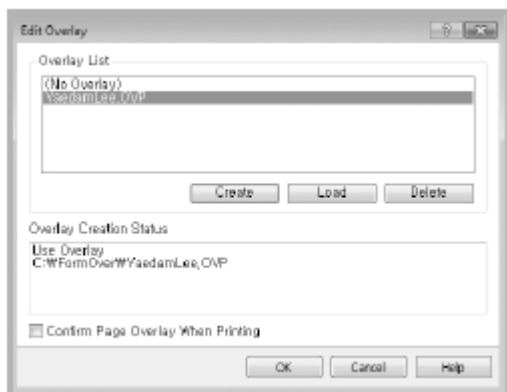 Edit Overlay
Overlay List
(No Overlay)
YaedamLee.OVP
Create Load Delete
Overlay Creation Status
Use Overlay
C:₩FormOver₩YaedamLee.OVP
Confirm Page Overlay When Printing
OK Cancel Help